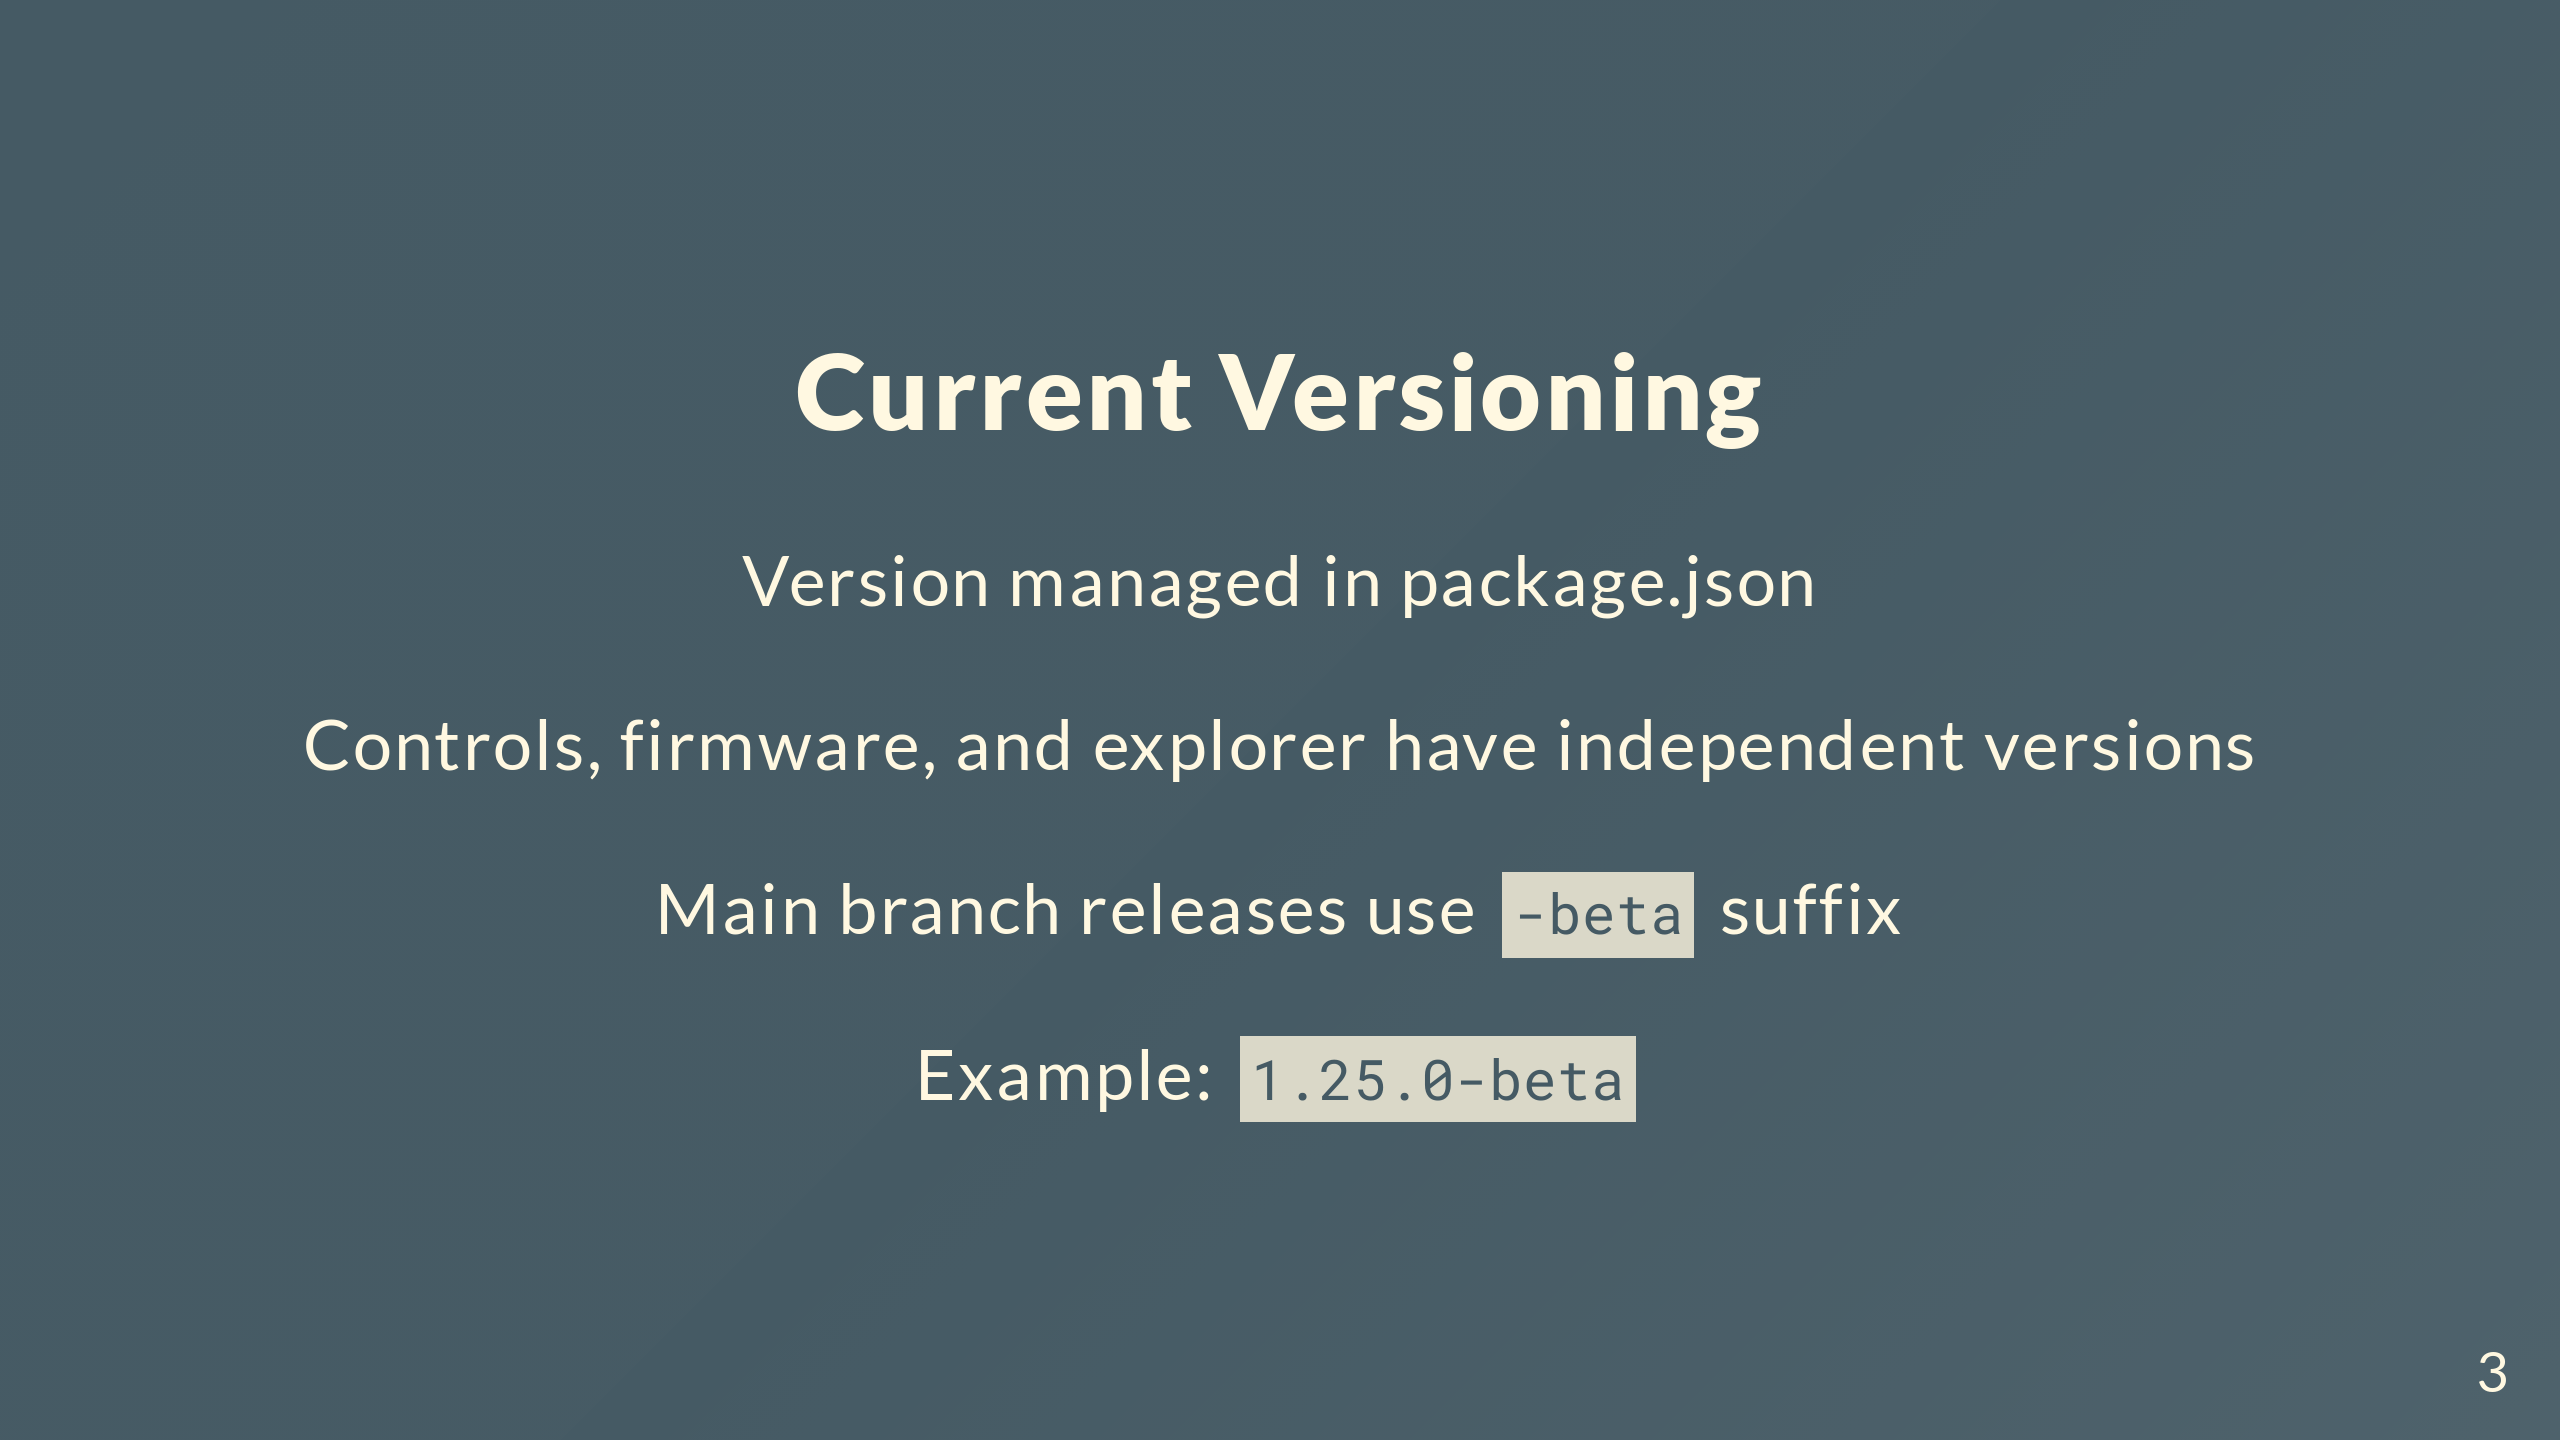 Current Versioning
Version managed in package.json
Controls, firmware, and explorer have independent versions
Main branch releases use -beta suffix
Example: 1.25.0-beta
3